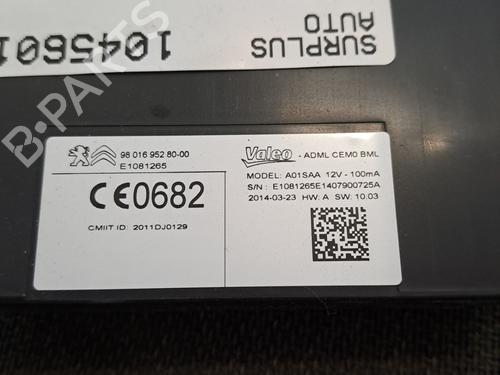 SURPLUS
AUTO
1045601
B-PARTS
98 016 952 80-00
E1081265
CE0682
CMIIT ID: 2011DJ0129
Valeo - ADML CEM0 BML
MODEL: A01SAA 12V - 100mA
S/N : E1081265E1407900725A
2014-03-23 HW: A SW: 10.03